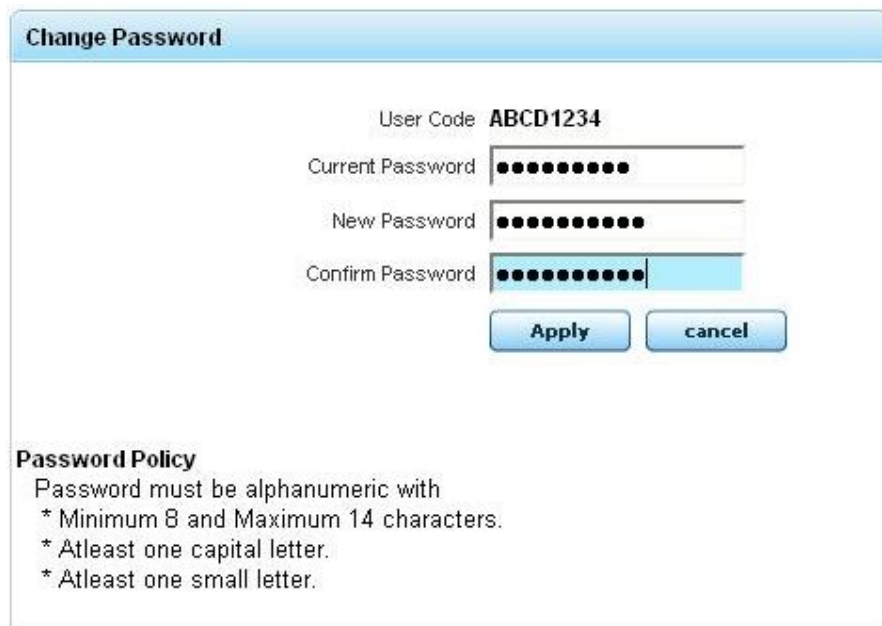 Change Password
User Code ABCD1234
Current Password ●●●●●●●●●
New Password ●●●●●●●●●●
Confirm Password ●●●●●●●●●●
Apply cancel
Password Policy
Password must be alphanumeric with
* Minimum 8 and Maximum 14 characters.
* Atleast one capital letter.
* Atleast one small letter.